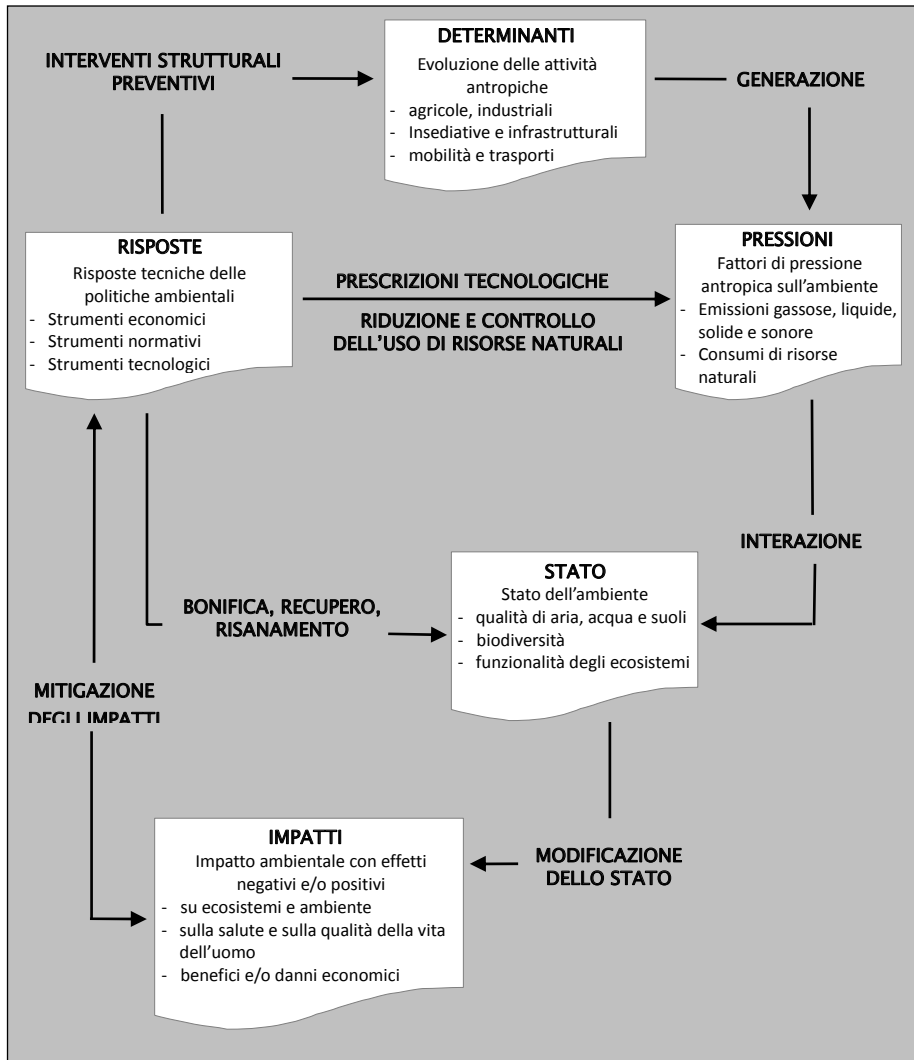 DETERMINANTI
Evoluzione delle attività
antropiche
- agricole, industriali
- Insediative e infrastrutturali
- mobilità e trasporti
INTERVENTI STRUTTURALI
PREVENTIVI
GENERAZIONE
RISPOSTE
Risposte tecniche delle
politiche ambientali
- Strumenti economici
- Strumenti normativi
- Strumenti tecnologici
PRESCRIZIONI TECNOLOGICHE
RIDUZIONE E CONTROLLO
DELL'USO DI RISORSE NATURALI
PRESSIONI
Fattori di pressione
antropica sull'ambiente
- Emissioni gassose, liquide,
solide e sonore
- Consumi di risorse
naturali
INTERAZIONE
STATO
Stato dell'ambiente
- qualità di aria, acqua e suoli
- biodiversità
- funzionalità degli ecosistemi
BONIFICA, RECUPERO,
RISANAMENTO
MITIGAZIONE
DEGLI IMPATTI
IMPATTI
Impatto ambientale con effetti
negativi e/o positivi
- su ecosistemi e ambiente
- sulla salute e sulla qualità della vita
dell'uomo
- benefici e/o danni economici
MODIFICAZIONE
DELLO STATO